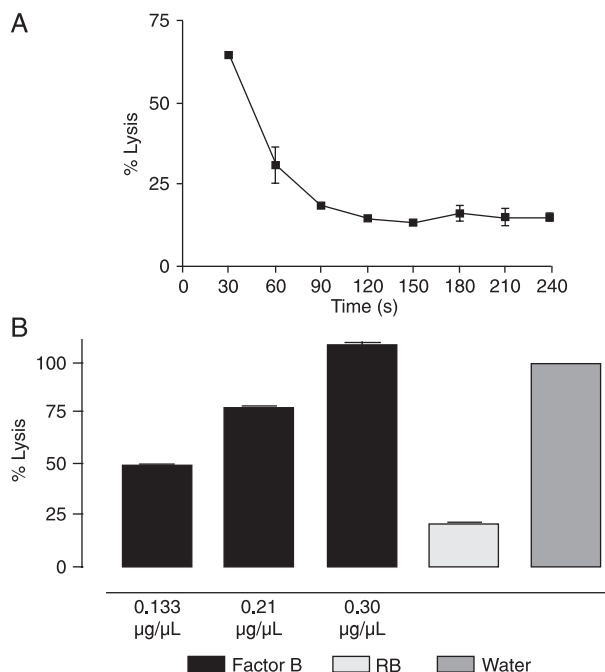 A
75
50
25
0
% Lysis
0 30 60 90 120 150 180 210 240
Time (s)
B
100
75
50
25
0
% Lysis
0.133 0.21 0.30
µg/µL µg/µL µg/µL
Factor B RB Water